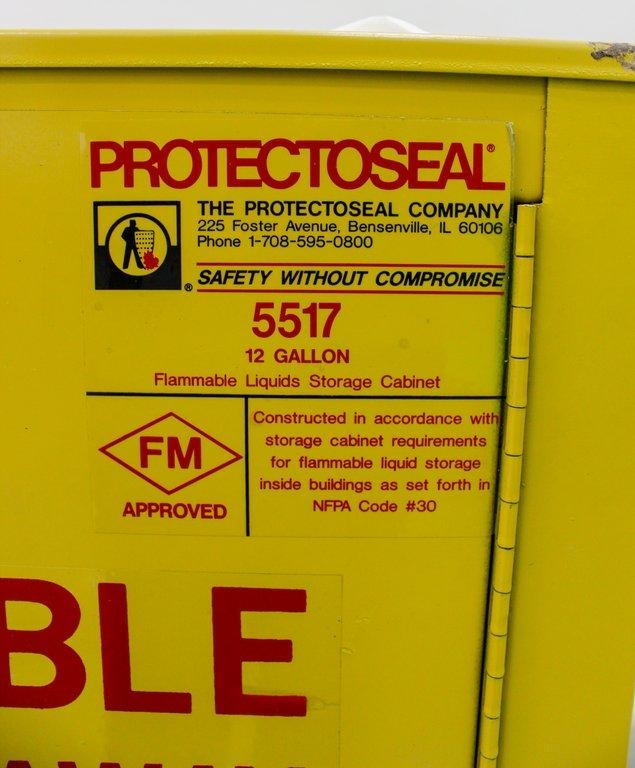 PROTECTOSEAL®
THE PROTECTOSEAL COMPANY
225 Foster Avenue, Bensenville, IL 60106
Phone 1-708-595-0800
®
SAFETY WITHOUT COMPROMISE
5517
12 GALLON
Flammable Liquids Storage Cabinet
FM
APPROVED
Constructed in accordance with
storage cabinet requirements
for flammable liquid storage
inside buildings as set forth in
NFPA Code #30
BLE